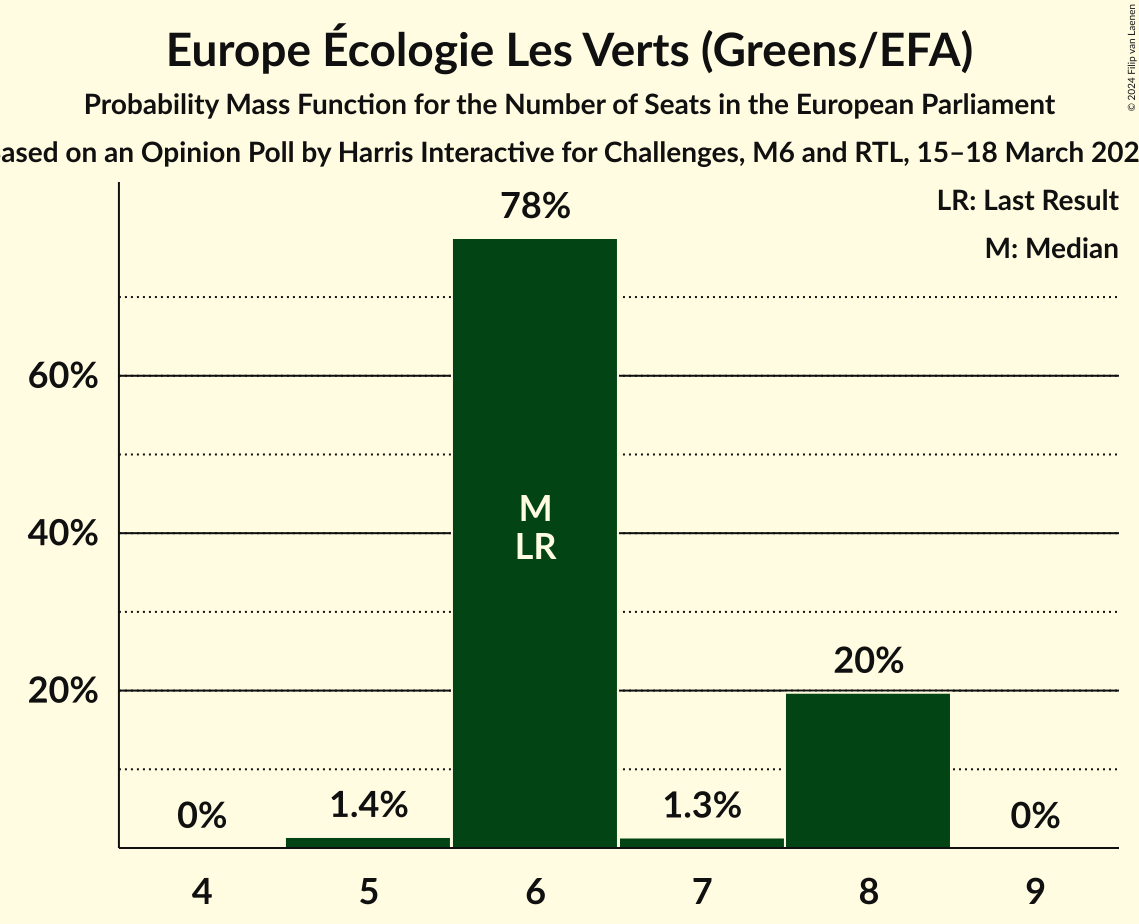 Europe Écologie Les Verts (Greens/EFA)
Probability Mass Function for the Number of Seats in the European Parliament
ased on an Opinion Poll by Harris Interactive for Challenges, M6 and RTL, 15–18 March 202
© 2024 Filip van Laenen
LR: Last Result
M: Median
78%
60%
M
40%
LR
20%
20%
0%
1.4%
1.3%
0%
4 5 6 7 8 9